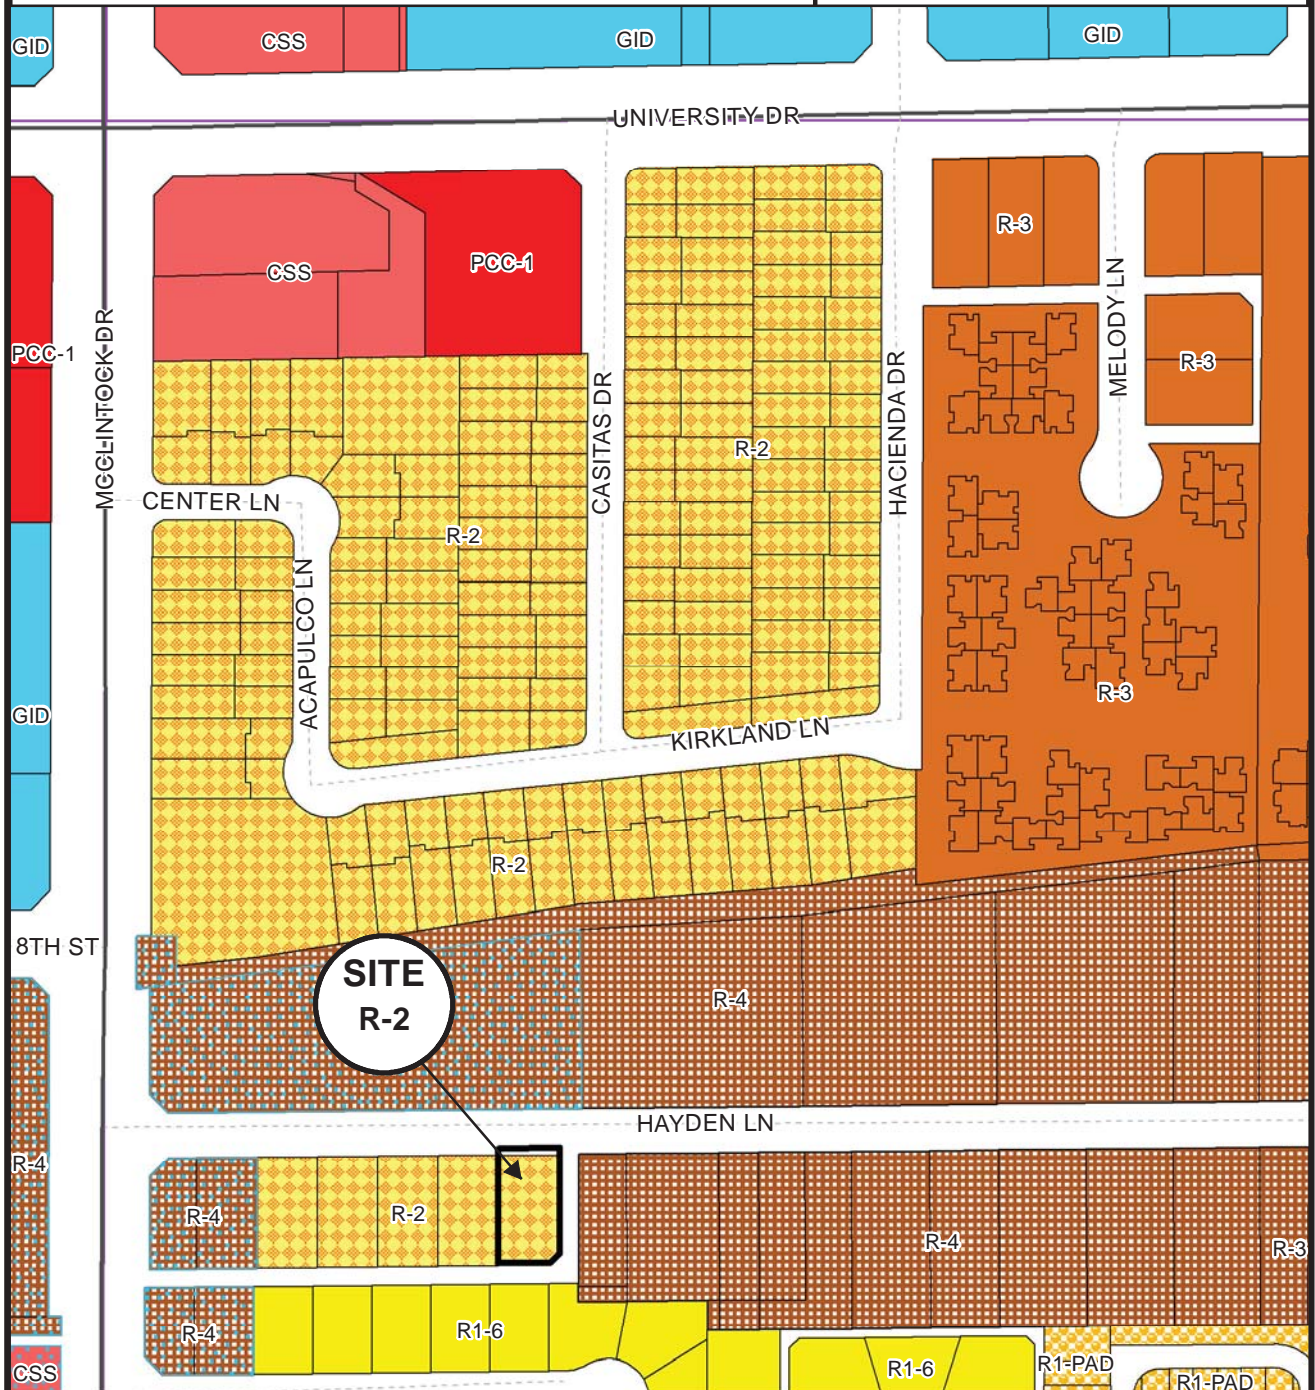 GID
CSS
GID
GID
UNIVERSITY DR
R-3
PCC-1
CSS
MELODY LN
PCC-1
R-3
MCCLINTOCK DR
CASITAS DR
HACIENDA DR
R-2
CENTER LN
R-2
ACAPULCO LN
R-3
GID
KIRKLAND LN
R-2
8TH ST
SITE
R-2
R-4
HAYDEN LN
R-4
R-4
R-2
R-4
R-3
R-4
R1-6
R1-6
R1-PAD
CSS
R1-PAD